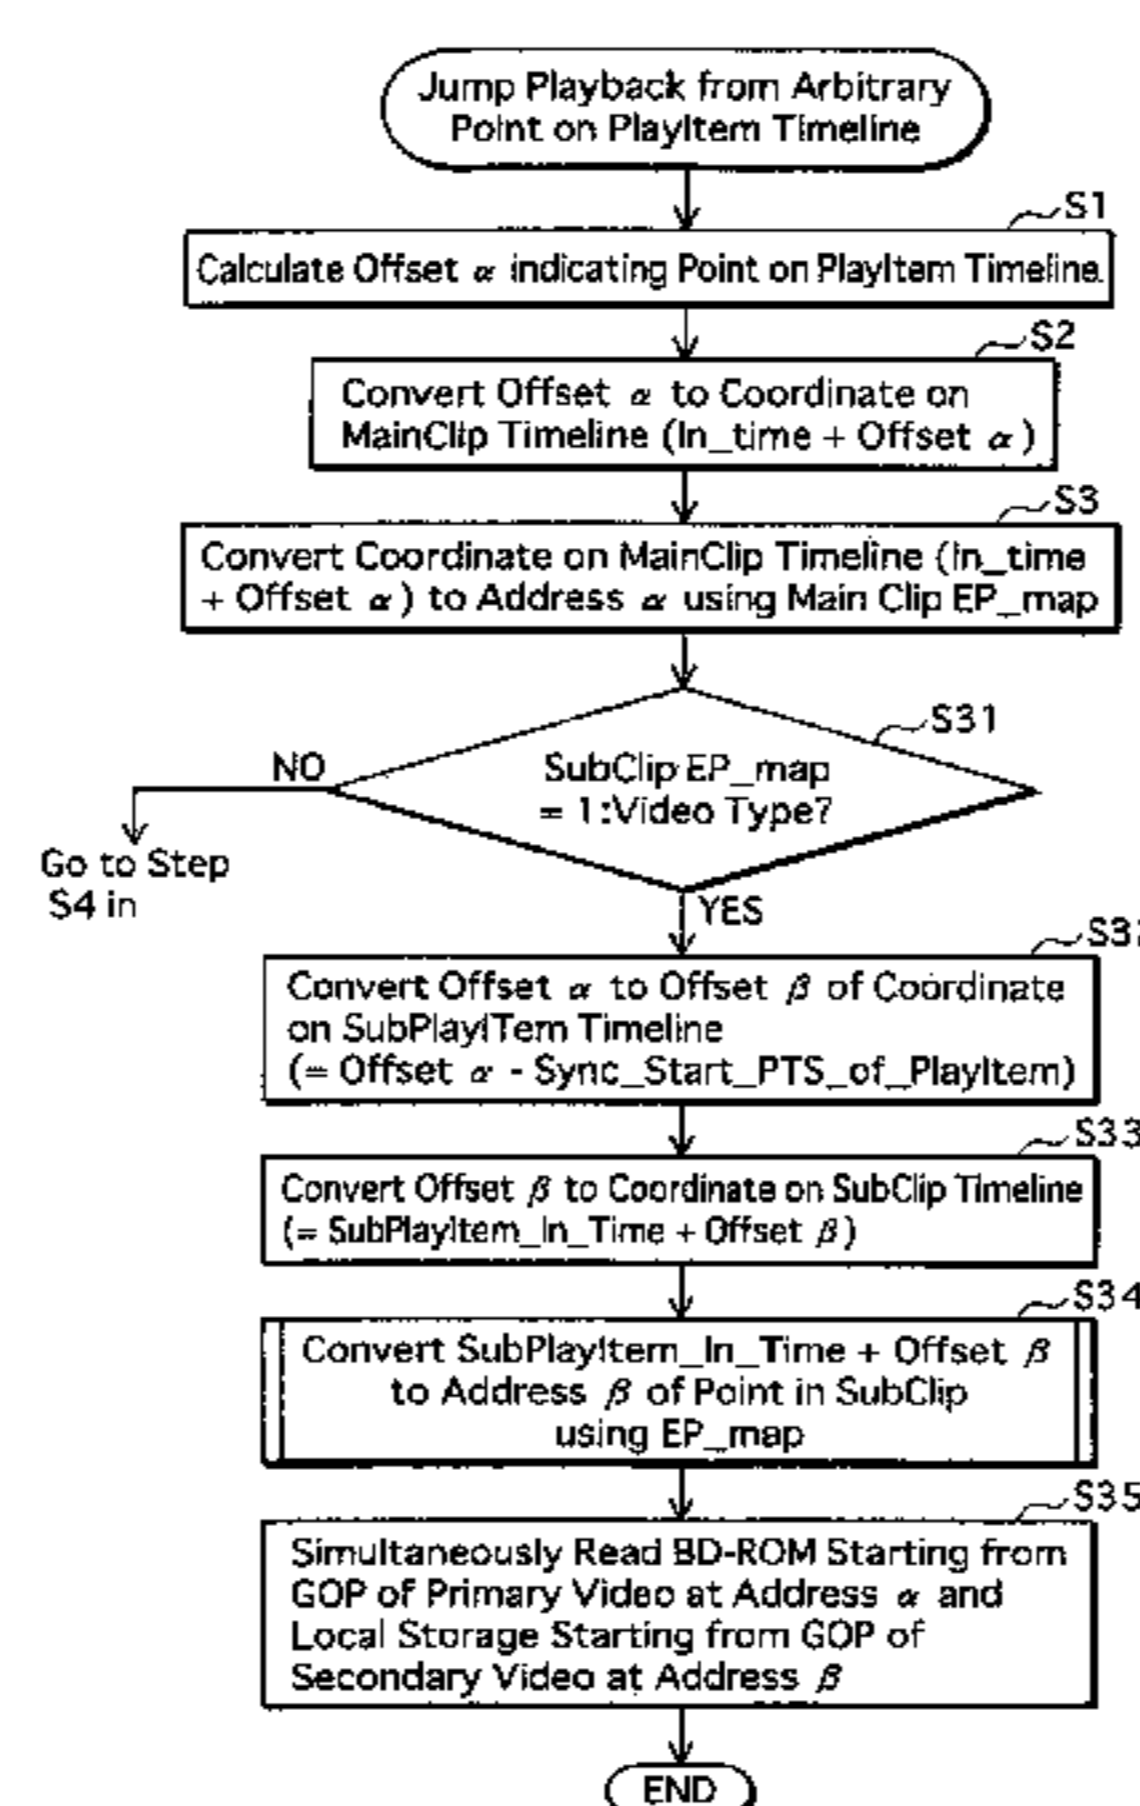 Jump Playback from Arbitrary
Point on PlayItem Timeline
S1
Calculate Offset α indicating Point on PlayItem Timeline.
S2
Convert Offset α to Coordinate on
MainClip Timeline (In_time + Offset α)
S3
Convert Coordinate on MainClip Timeline (In_time
+ Offset α) to Address α using Main Clip EP_map
S31
SubClip EP_map
= 1:Video Type?
NO
Go to Step
S4 in
YES
S32
Convert Offset α to Offset β of Coordinate
on SubPlayITem Timeline
(= Offset α - Sync_Start_PTS_of_PlayItem)
S33
Convert Offset β to Coordinate on SubClip Timeline
(= SubPlayItem_In_Time + Offset β)
S34
Convert SubPlayItem_In_Time + Offset β
to Address β of Point in SubClip
using EP_map
S35
Simultaneously Read BD-ROM Starting from
GOP of Primary Video at Address α and
Local Storage Starting from GOP of
Secondary Video at Address β
END